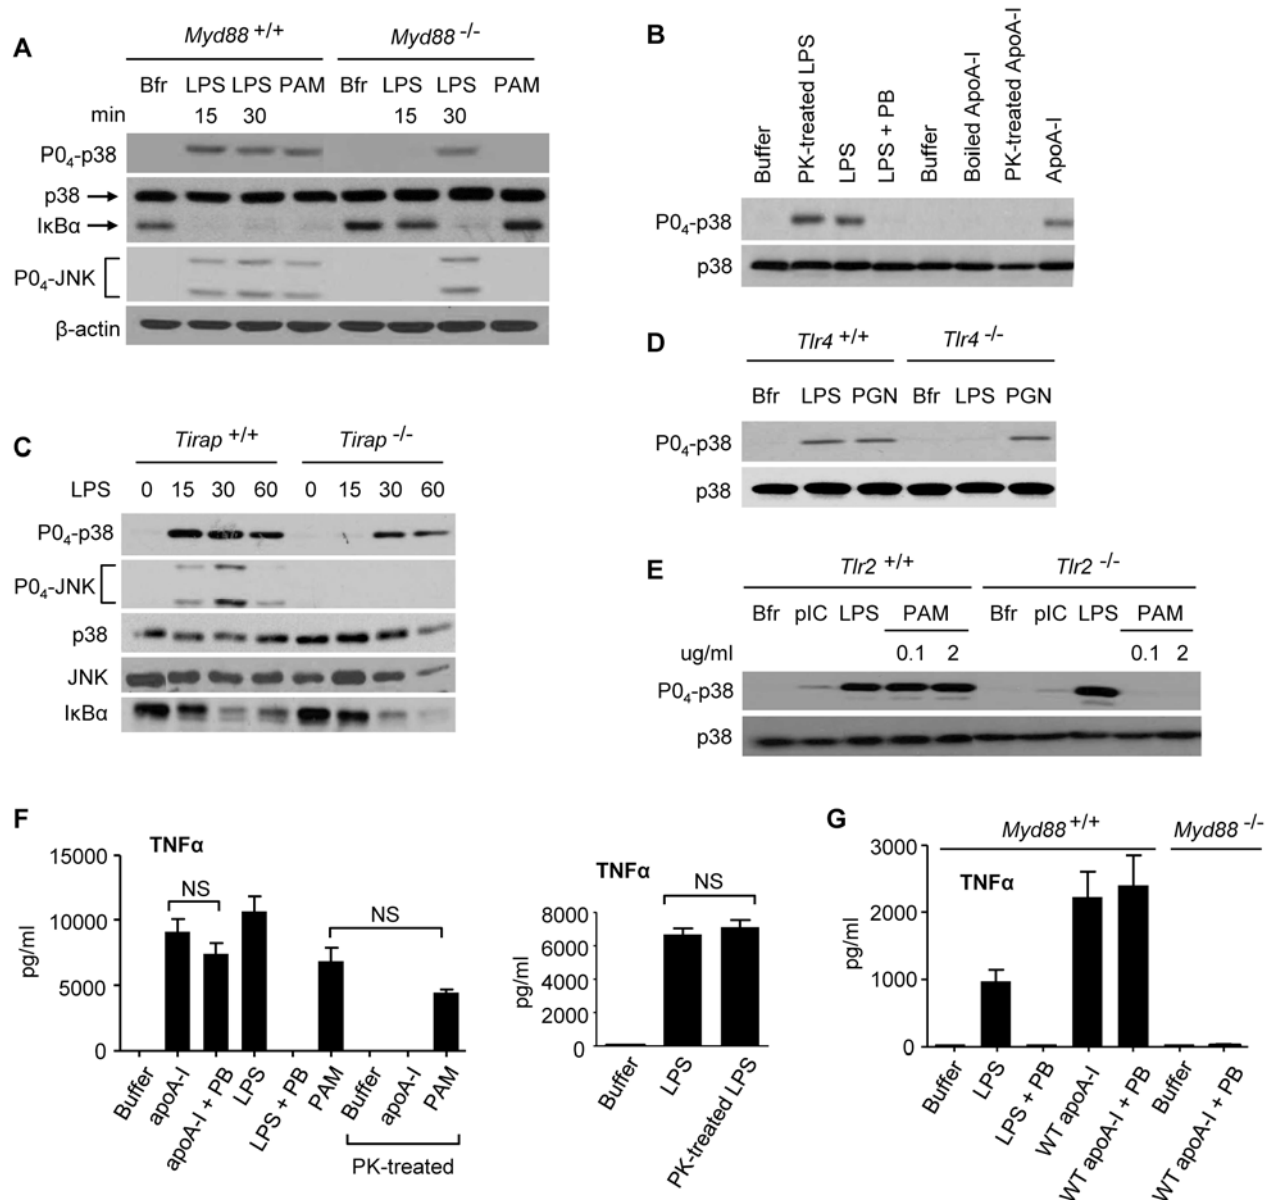 A
Myd88 +/+ Myd88 -/-
Bfr LPS LPS PAM Bfr LPS LPS PAM
min 15 30 15 30
P04-p38
p38
IκBα
P04-JNK
β-actin
B
Buffer
PK-treated LPS
LPS
LPS + PB
Buffer
Boiled ApoA-I
PK-treated ApoA-I
ApoA-I
P04-p38
p38
C
Tirap +/+ Tirap -/-
LPS 0 15 30 60 0 15 30 60
P04-p38
P04-JNK
p38
JNK
IκBα
D
Tlr4 +/+ Tlr4 -/-
Bfr LPS PGN Bfr LPS PGN
P04-p38
p38
E
Tlr2 +/+ Tlr2 -/-
Bfr pIC LPS PAM Bfr pIC LPS PAM
ug/ml 0.1 2 0.1 2
P04-p38
p38
F
TNFα
15000
10000
5000
0
pg/ml
NS
NS
Buffer
apoA-I
apoA-I + PB
LPS
LPS + PB
PAM
Buffer
apoA-I
PAM
PK-treated
TNFα
NS
8000
6000
4000
2000
0
pg/ml
Buffer
LPS
PK-treated LPS
G
Myd88 +/+ Myd88 -/-
TNFα
3000
2000
1000
0
pg/ml
Buffer
LPS
LPS + PB
WT apoA-I
WT apoA-I + PB
Buffer
WT apoA-I + PB